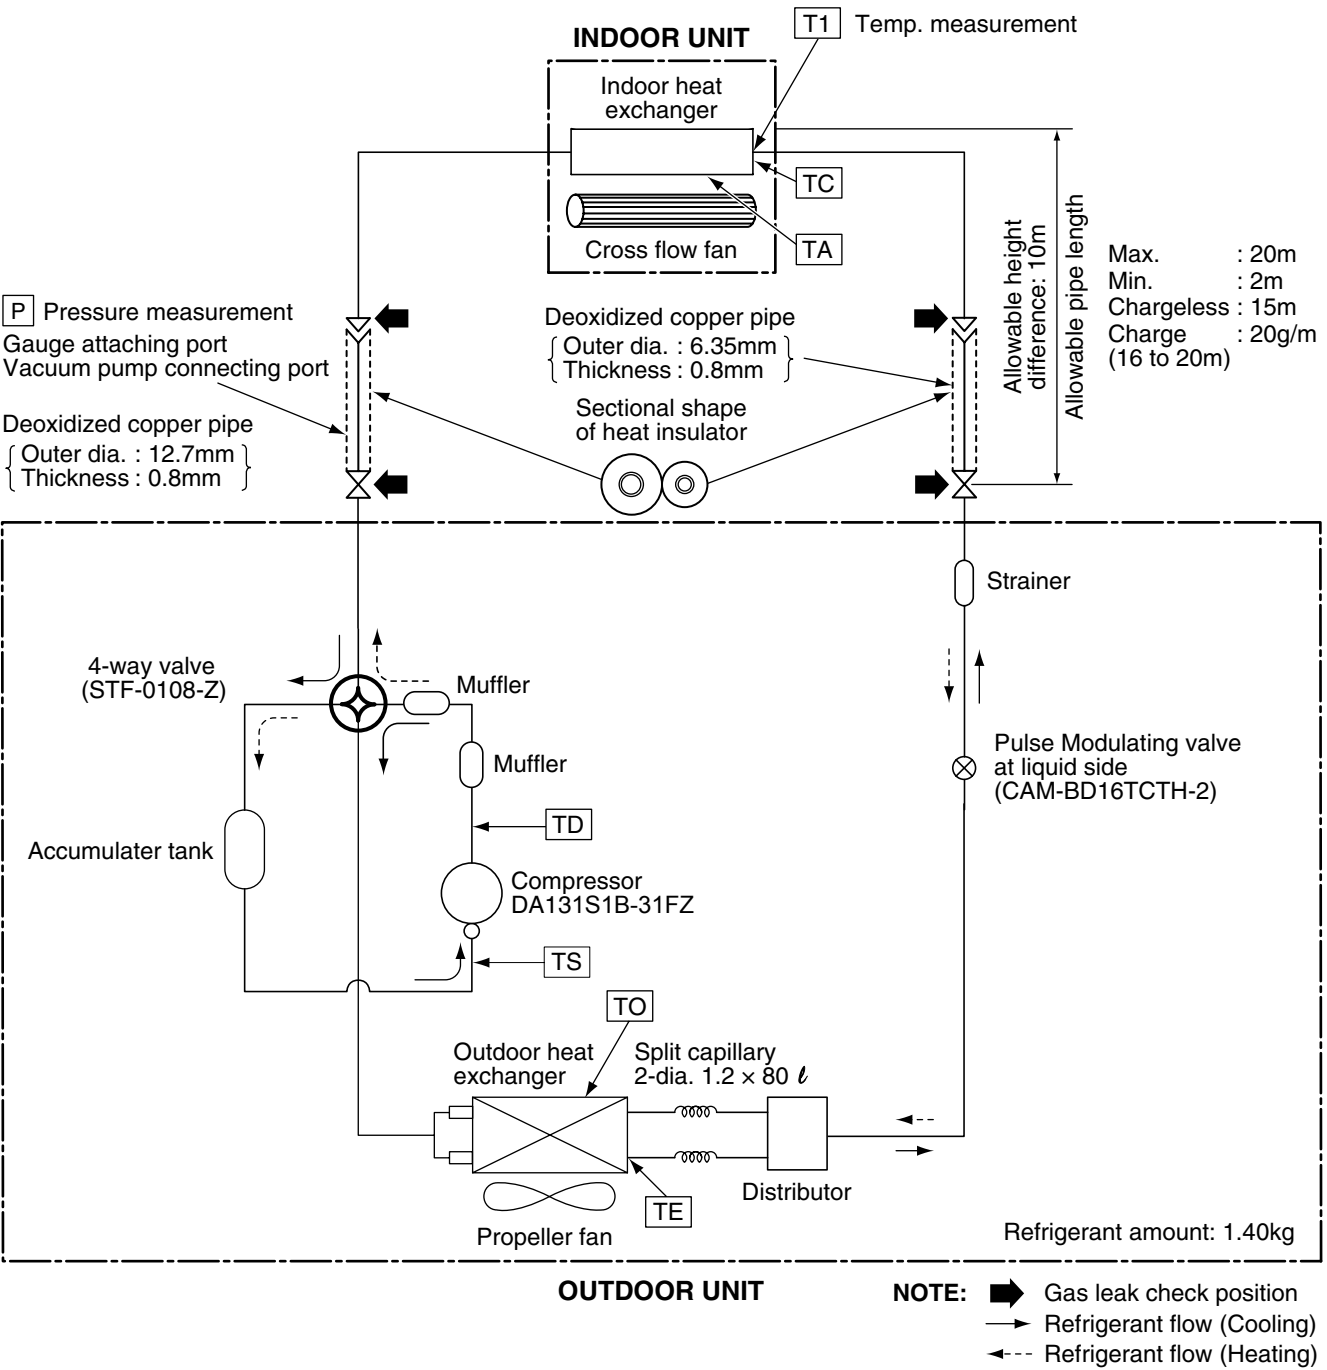 T1 Temp. measurement
INDOOR UNIT
Indoor heat
exchanger
TC
TA
Cross flow fan
Allowable height
difference: 10m
Allowable pipe length
Max. : 20m
Min. : 2m
Chargeless : 15m
Charge : 20g/m
(16 to 20m)
P Pressure measurement
Gauge attaching port
Vacuum pump connecting port
Deoxidized copper pipe
Outer dia. : 12.7mm
Thickness : 0.8mm
Deoxidized copper pipe
Outer dia. : 6.35mm
Thickness : 0.8mm
Sectional shape
of heat insulator
Strainer
4-way valve
(STF-0108-Z)
Muffler
Muffler
Pulse Modulating valve
at liquid side
(CAM-BD16TCTH-2)
TD
Accumulater tank
Compressor
DA131S1B-31FZ
TS
TO
Outdoor heat
exchanger
Split capillary
2-dia. 1.2 × 80 ℓ
TE
Distributor
Propeller fan
Refrigerant amount: 1.40kg
OUTDOOR UNIT
NOTE: Gas leak check position
Refrigerant flow (Cooling)
Refrigerant flow (Heating)